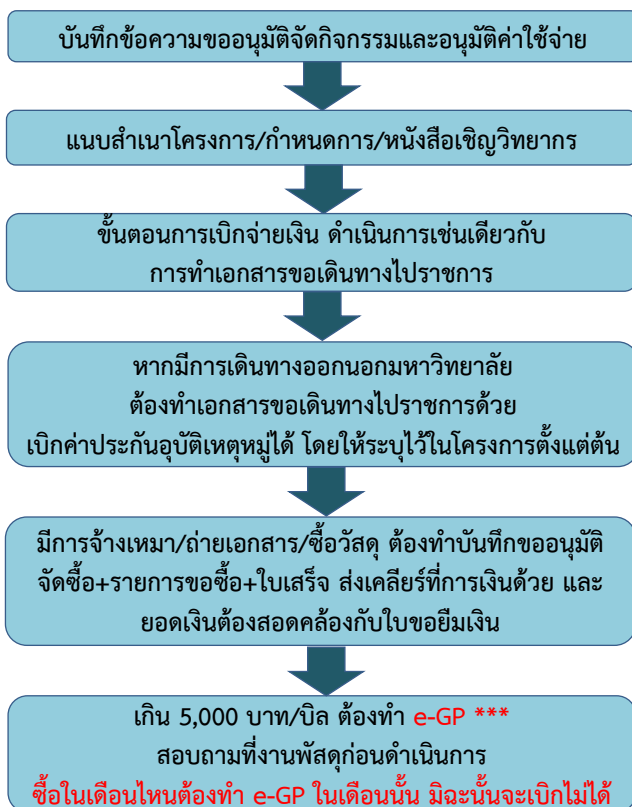 บันทึกข้อความขออนุมัติจัดกิจกรรมและอนุมัติค่าใช้จ่าย
แนบสำเนาโครงการ/กำหนดการ/หนังสือเชิญวิทยากร
ขั้นตอนการเบิกจ่ายเงิน ดำเนินการเช่นเดียวกับ
การทำเอกสารขอเดินทางไปราชการ
หากมีการเดินทางออกนอกมหาวิทยาลัย
ต้องทำเอกสารขอเดินทางไปราชการด้วย
เบิกค่าประกันอุบัติเหตุหมู่ได้ โดยให้ระบุไว้ในโครงการตั้งแต่ต้น
มีการจ้างเหมา/ถ่ายเอกสาร/ซื้อวัสดุ ต้องทำบันทึกขออนุมัติ
จัดซื้อ+รายการขอซื้อ+ใบเสร็จ ส่งเคลียร์ที่การเงินด้วย และ
ยอดเงินต้องสอดคล้องกับใบขอยืมเงิน
เกิน 5,000 บาท/บิล ต้องทำ e-GP ***
สอบถามที่งานพัสดุก่อนดำเนินการ
ซื้อในเดือนไหนต้องทำ e-GP ในเดือนนั้น มิฉะนั้นจะเบิกไม่ได้